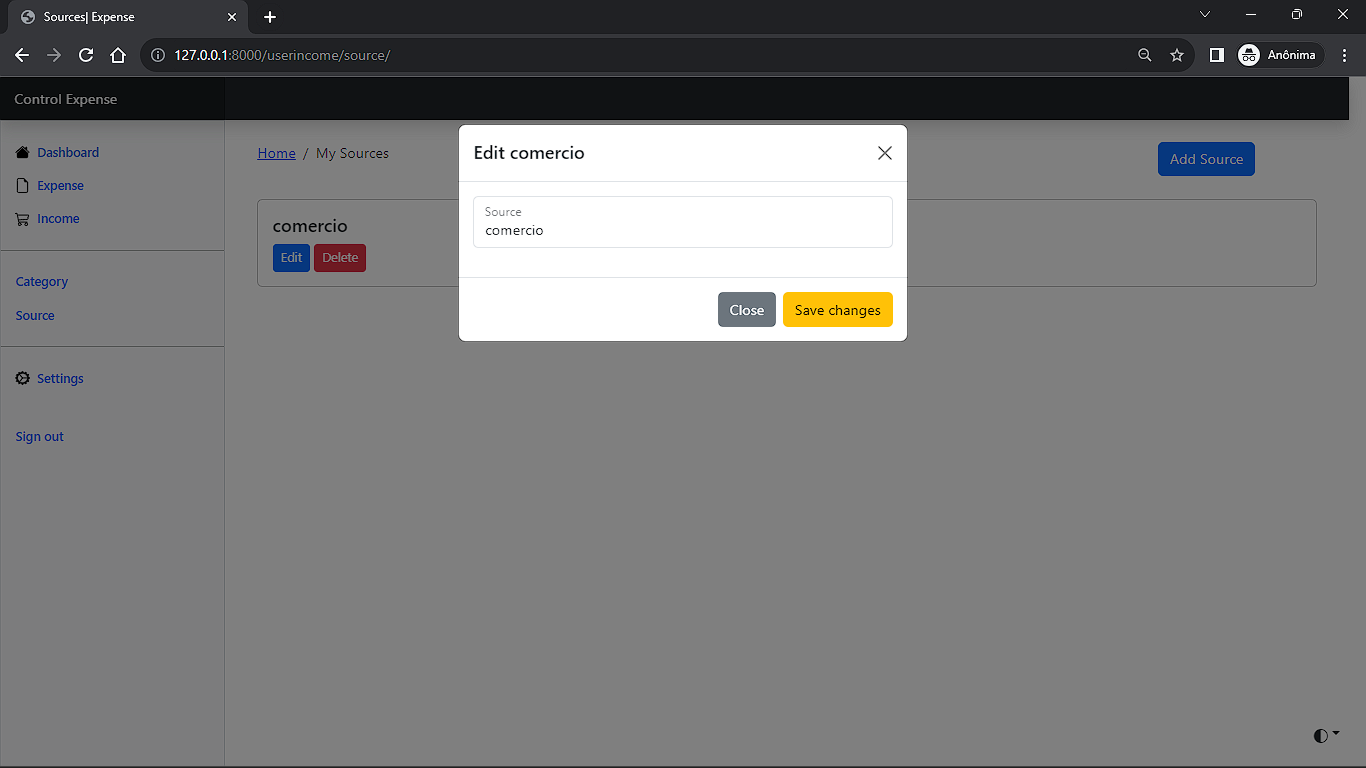 Sources| Expense
127.0.0.1:8000/userincome/source/
Anônima
Control Expense
Dashboard
Expense
Income
Category
Source
Settings
Sign out
Home / My Sources
Add Source
comercio
Edit
Delete
Edit comercio
Source
comercio
Close
Save changes